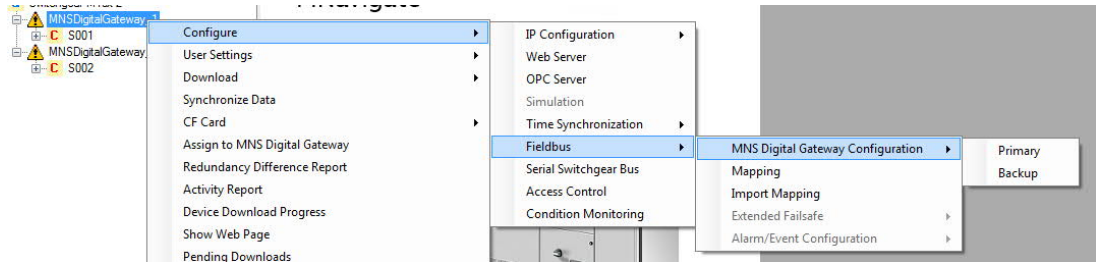 MNSDigitalGateway_1
C S001
MNSDigitalGateway_
C S002
Configure
User Settings
Download
Synchronize Data
CF Card
Assign to MNS Digital Gateway
Redundancy Difference Report
Activity Report
Device Download Progress
Show Web Page
Pending Downloads
IP Configuration
Web Server
OPC Server
Simulation
Time Synchronization
Fieldbus
Serial Switchgear Bus
Access Control
Condition Monitoring
MNS Digital Gateway Configuration
Mapping
Import Mapping
Extended Failsafe
Alarm/Event Configuration
Primary
Backup